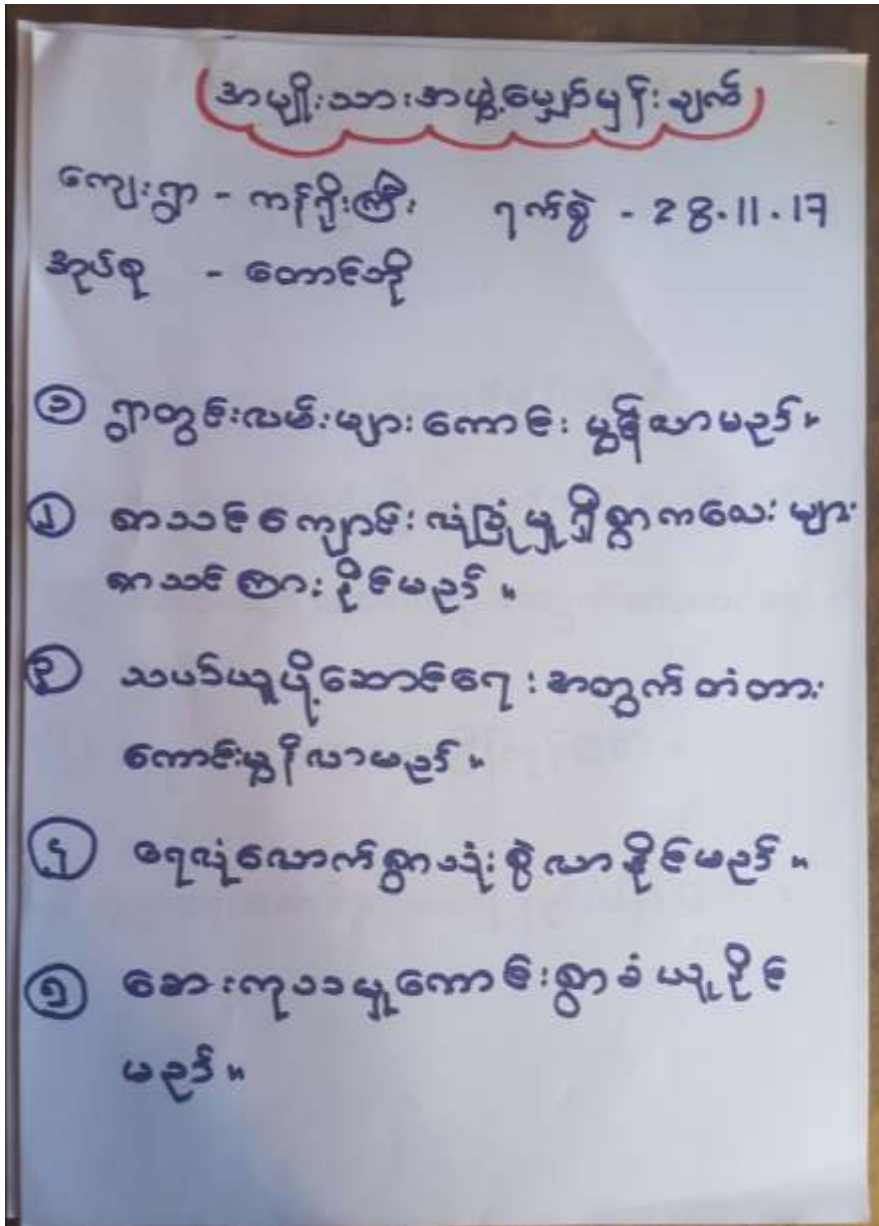 အမျိုးသားအဖွဲ့မျှော်မှန်းချက်
ကျေးရွာ - ကန်ရိုးကြီး ရက်စွဲ - 28.11.17
အုပ်စု - တောင်ဘို
၁ ရွာတွင်းလမ်းများကောင်းမွန်လာမည်။
၂ စာသင်ကျောင်းလုံခြုံမှုရှိစွာကလေးများ
စာသင်ကြားနိုင်မည်။
၃ သယ်ယူပို့ဆောင်ရေးအတွက် တံတား
ကောင်းမွန်လာမည်။
၄ ရေလုံလောက်စွာသုံးစွဲလာနိုင်မည်။
၅ ဆေးကုသမှုကောင်းစွာခံယူနိုင်
မည်။